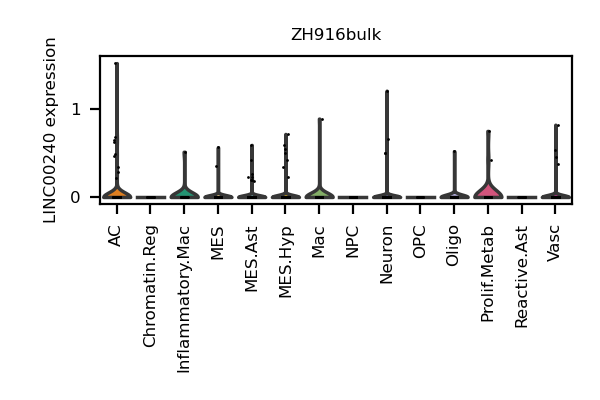 ZH916bulk
LINC00240 expression
1
0
AC
Chromatin.Reg
Inflammatory.Mac
MES
MES.Ast
MES.Hyp
Mac
NPC
Neuron
OPC
Oligo
Prolif.Metab
Reactive.Ast
Vasc